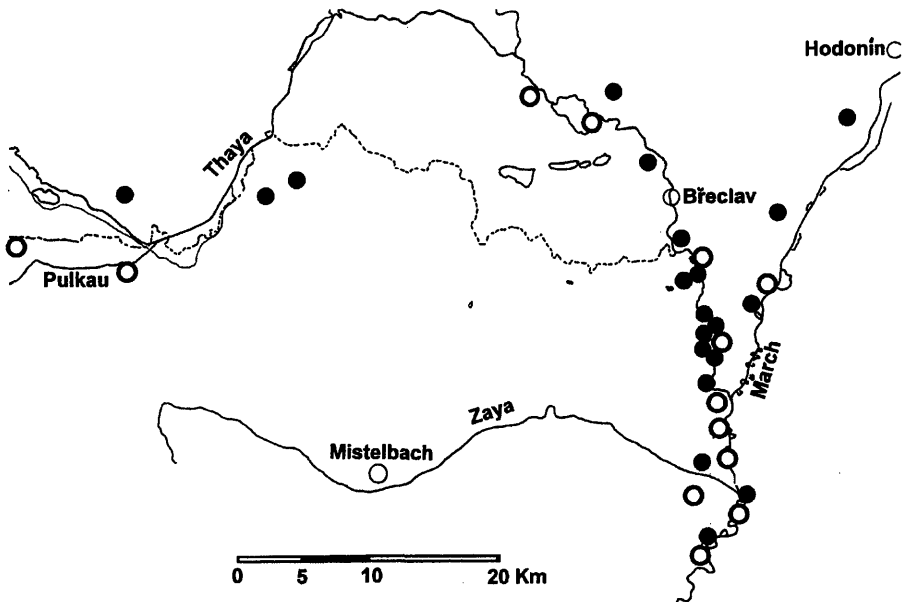 Hodonín
Thaya
Břeclav
Pulkau
March
Zaya
Mistelbach
0 5 10 20 Km